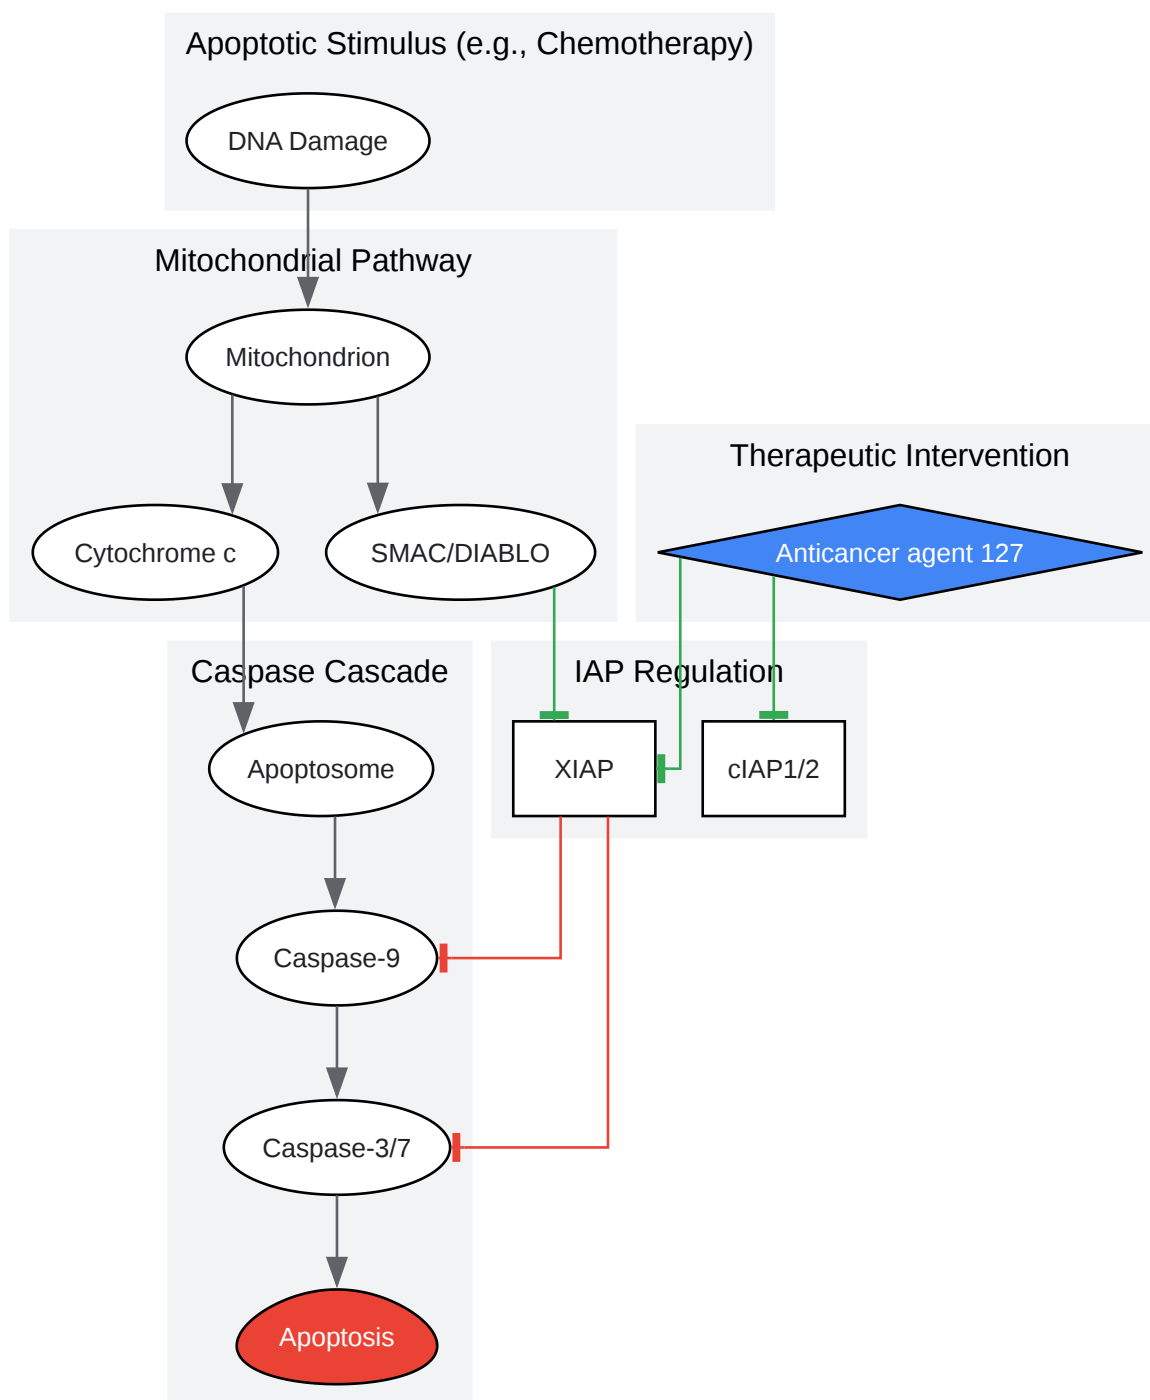 Apoptotic Stimulus (e.g., Chemotherapy)
DNA Damage
Mitochondrial Pathway
Mitochondrion
Cytochrome c
SMAC/DIABLO
Therapeutic Intervention
Anticancer agent 127
Caspase Cascade
IAP Regulation
Apoptosome
XIAP
cIAP1/2
Caspase-9
Caspase-3/7
Apoptosis